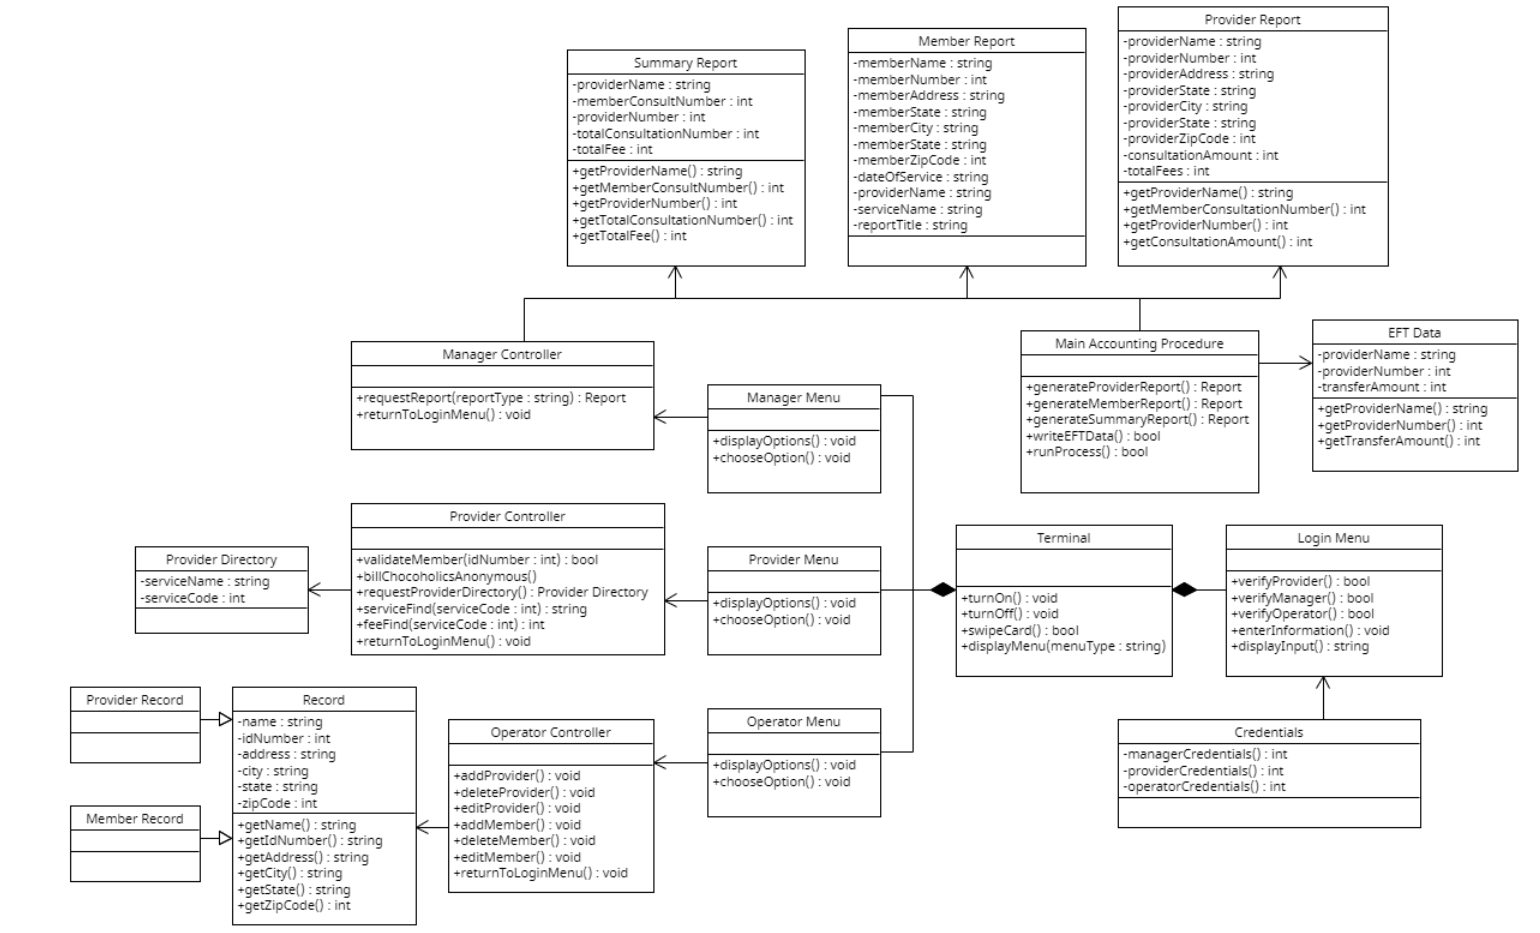 Provider Report
-providerName : string
-providerNumber : int
-providerAddress : string
-providerState : string
-providerCity : string
-providerState : string
-providerZipCode : int
-consultationAmount : int
-totalFees : int
+getProviderName() : string
+getMemberConsultationNumber() : int
+getProviderNumber() : int
+getConsultationAmount() : int
Member Report
-memberName : string
-memberNumber : int
-memberAddress : string
-memberState : string
-memberCity : string
-memberState : string
-memberZipCode : int
-dateOfService : string
-providerName : string
-serviceName : string
-reportTitle : string
Summary Report
-providerName : string
-memberConsultNumber : int
-providerNumber : int
-totalConsultationNumber : int
-totalFee : int
+getProviderName() : string
+getMemberConsultNumber() : int
+getProviderNumber() : int
+getTotalConsultationNumber() : int
+getTotalFee() : int
Manager Controller
+requestReport(reportType : string) : Report
+returnToLoginMenu() : void
Manager Menu
+displayOptions() : void
+chooseOption() : void
Main Accounting Procedure
+generateProviderReport() : Report
+generateMemberReport() : Report
+generateSummaryReport() : Report
+writeEFTData() : bool
+runProcess() : bool
EFT Data
-providerName : string
-providerNumber : int
-transferAmount : int
+getProviderName() : string
+getProviderNumber() : int
+getTransferAmount() : int
Provider Directory
-serviceName : string
-serviceCode : int
Provider Controller
+validateMember(idNumber : int) : bool
+billChocoholicsAnonymous()
+requestProviderDirectory() : Provider Directory
+serviceFind(serviceCode : int) : string
+feeFind(serviceCode : int) : int
+returnToLoginMenu() : void
Provider Menu
+displayOptions() : void
+chooseOption() : void
Terminal
+turnOn() : void
+turnOff() : void
+swipeCard() : bool
+displayMenu(menuType : string)
Login Menu
+verifyProvider() : bool
+verifyManager() : bool
+verifyOperator() : bool
+enterInformation() : void
+displayInput() : string
Provider Record
Member Record
Record
-name : string
-idNumber : int
-address : string
-city : string
-state : string
-zipCode : int
+getName() : string
+getIdNumber() : string
+getAddress() : string
+getCity() : string
+getState() : string
+getZipCode() : int
Operator Controller
+addProvider() : void
+deleteProvider() : void
+editProvider() : void
+addMember() : void
+deleteMember() : void
+editMember() : void
+returnToLoginMenu() : void
Operator Menu
+displayOptions() : void
+chooseOption() : void
Credentials
-managerCredentials() : int
-providerCredentials() : int
-operatorCredentials() : int